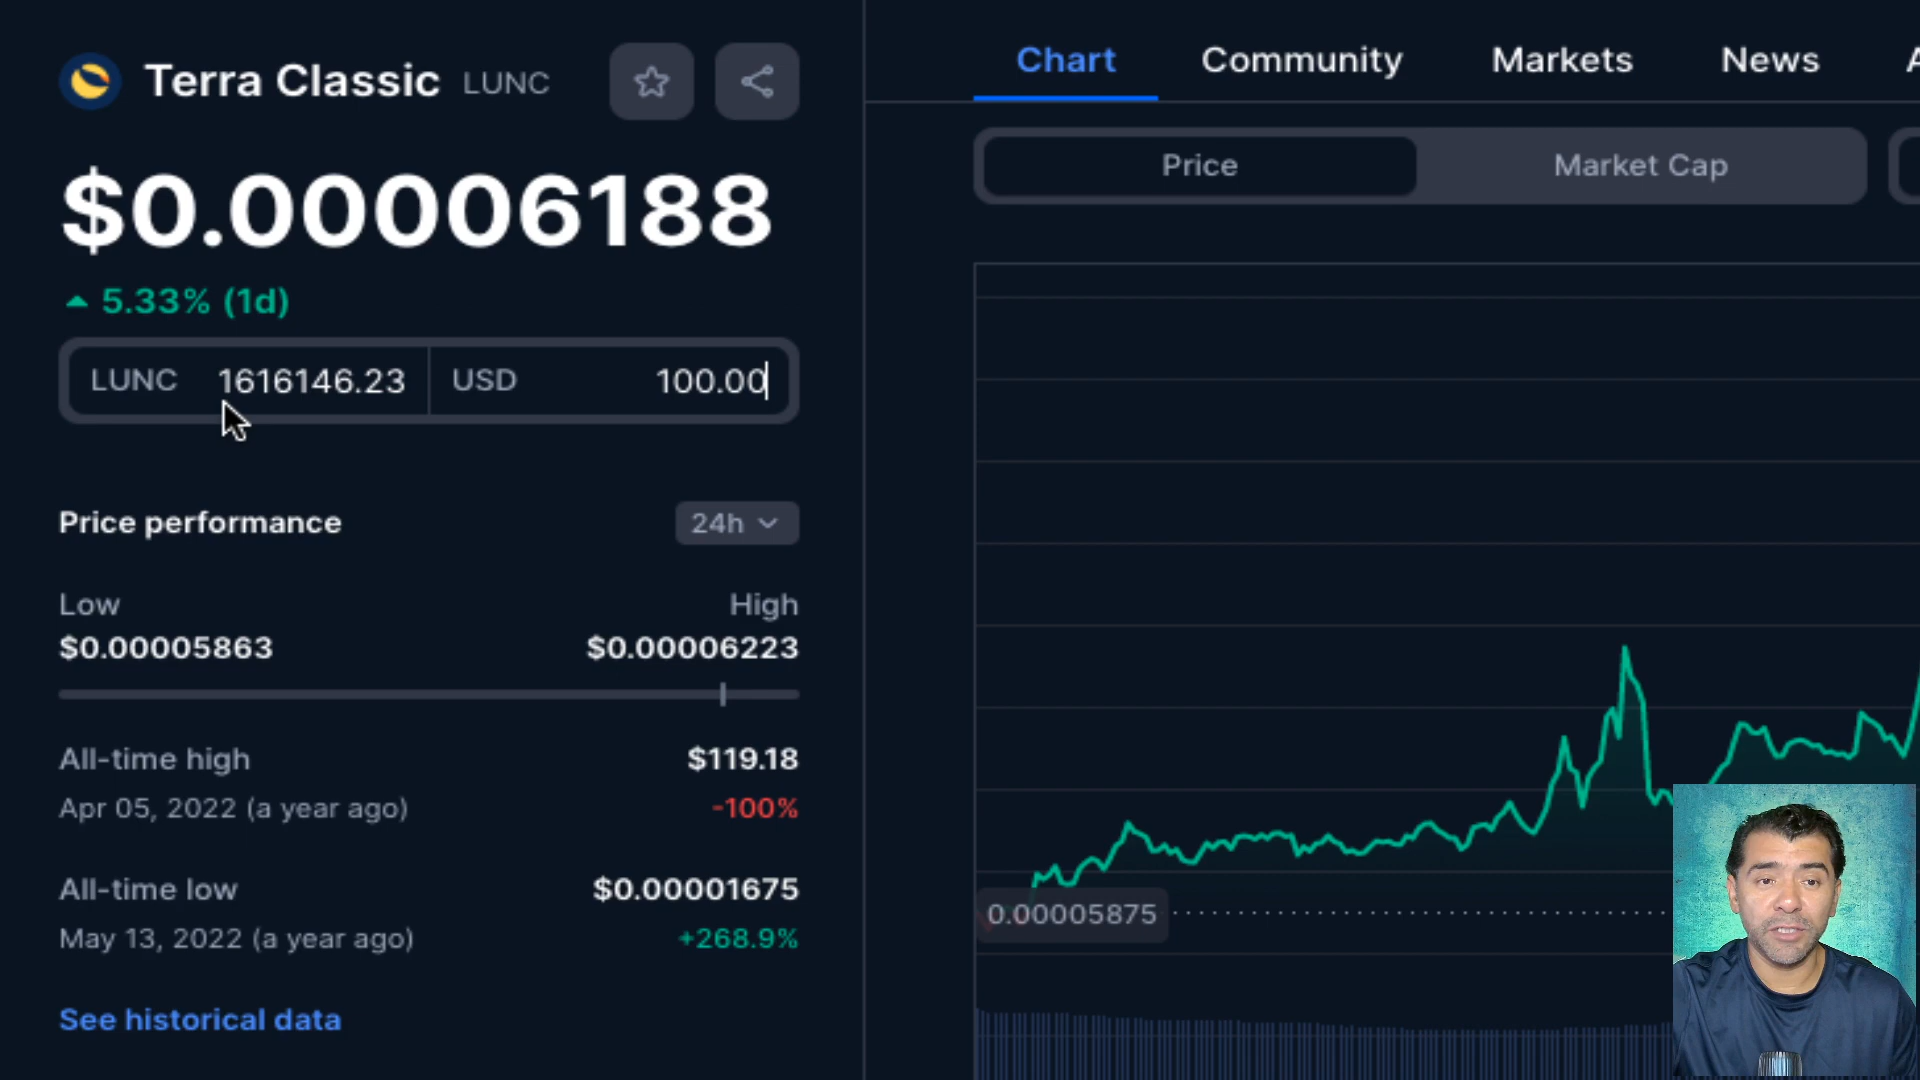 Terra Classic LUNC
$0.00006188
5.33% (1d)
LUNC 1616146.23 USD 100.00
Price performance 24h
Low High
$0.00005863 $0.00006223
All-time high $119.18
Apr 05, 2022 (a year ago) -100%
All-time low $0.00001675
May 13, 2022 (a year ago) +268.9%
See historical data
Chart Community Markets News
Price Market Cap
0.00005875